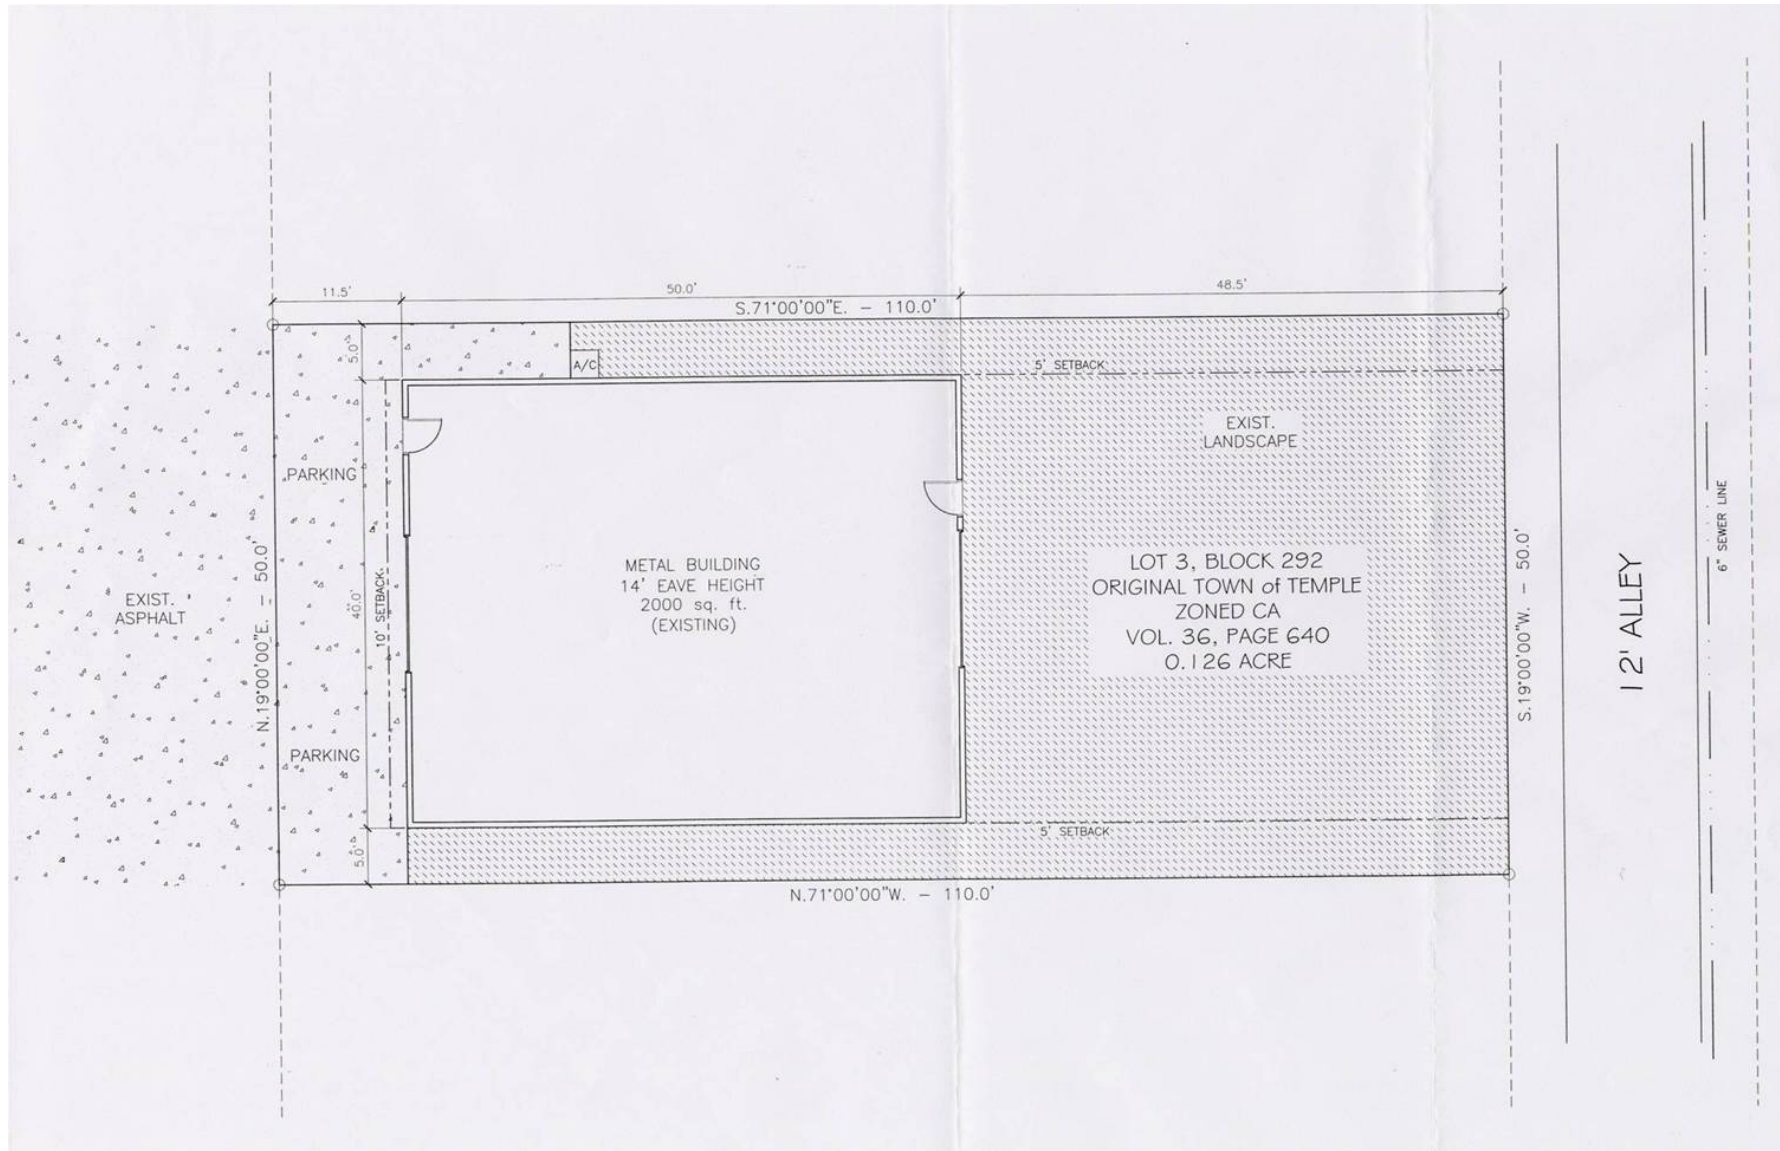 11.5'
50.0'
48.5'
S.71°00'00"E. – 110.0'
5.0'
A/C
5' SETBACK
EXIST.
LANDSCAPE
PARKING
N.19°00'00"E. – 50.0'
EXIST.
ASPHALT
40.0'
10' SETBACK
METAL BUILDING
14' EAVE HEIGHT
2000 sq. ft.
(EXISTING)
LOT 3, BLOCK 292
ORIGINAL TOWN of TEMPLE
ZONED CA
VOL. 36, PAGE 640
0.126 ACRE
S.19°00'00"W. – 50.0'
12' ALLEY
6" SEWER LINE
PARKING
5.0'
5' SETBACK
N.71°00'00"W. – 110.0'